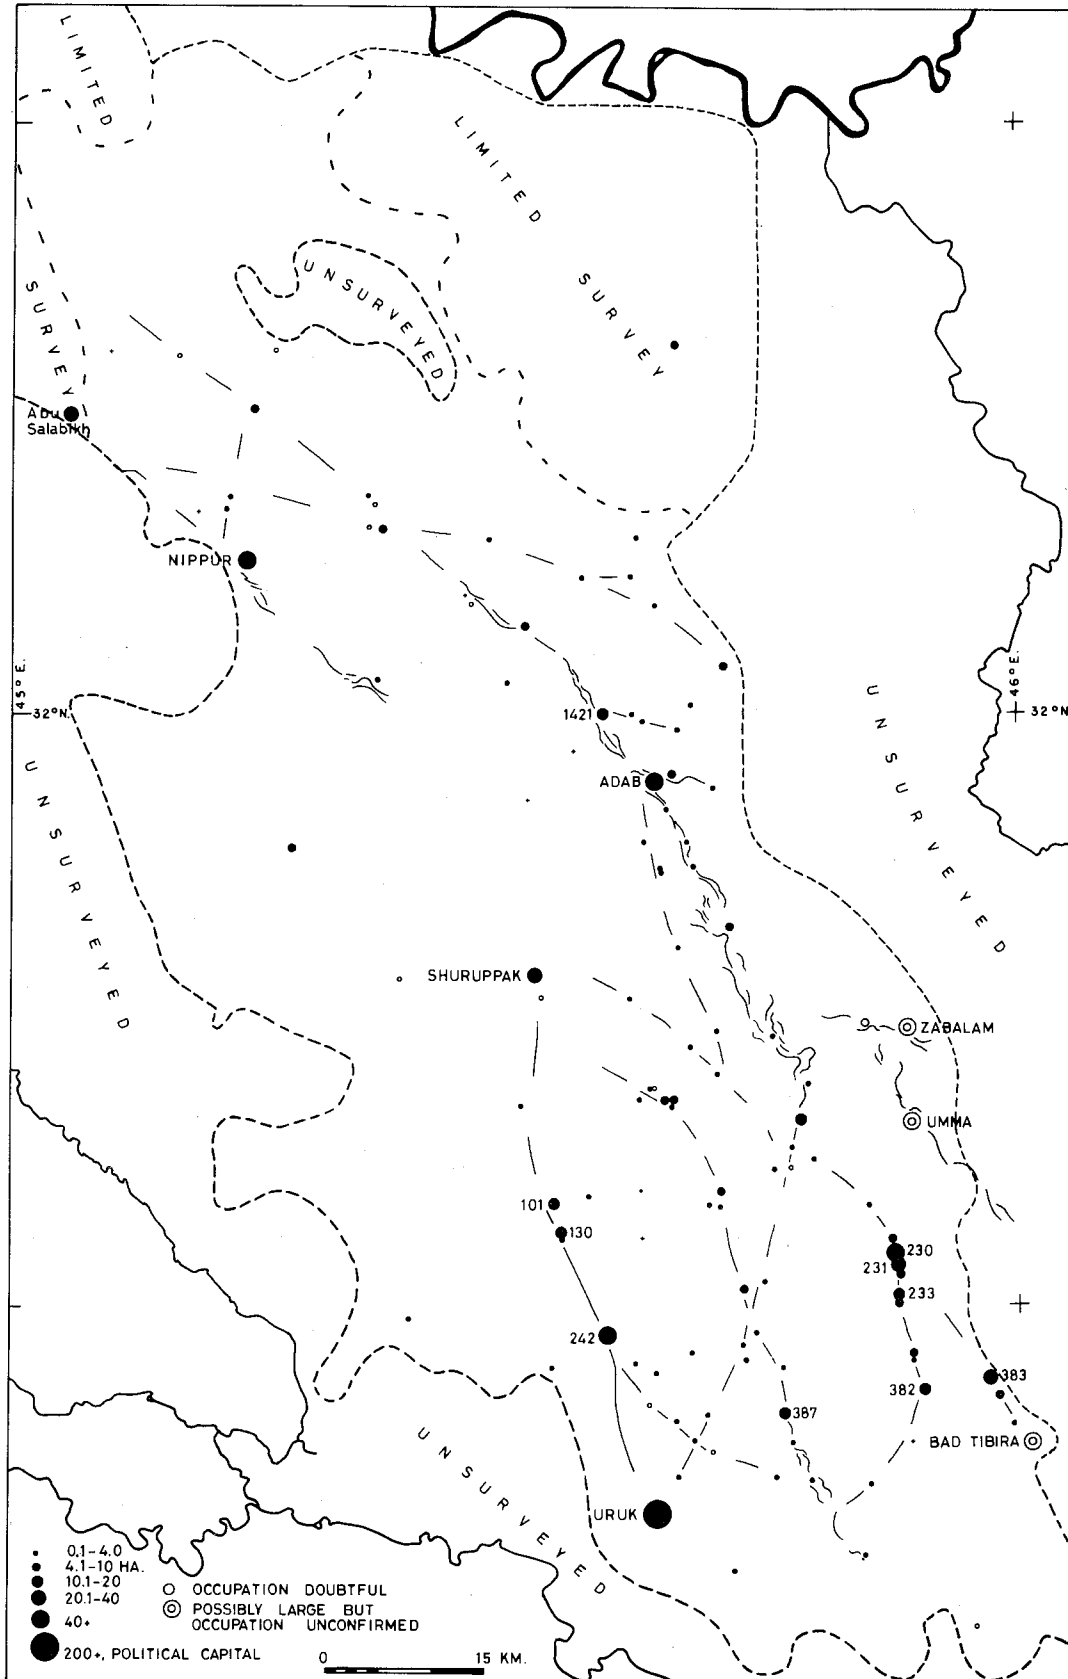 LIMITED
SURVEY
LIMITED
SURVEY
UNSURVEYED
Abu
Salabikh
NIPPUR
45° E.
32° N.
46° E.
32° N.
1421
ADAB
UNSURVEYED
UNSURVEYED
SHURUPPAK
ZABALAM
UMMA
101
130
230
231
233
242
383
382
387
BAD TIBIRA
UNSURVEYED
URUK
0.1-4.0
4.1-10 HA.
10.1-20
20.1-40
40+
200+, POLITICAL CAPITAL
OCCUPATION DOUBTFUL
POSSIBLY LARGE BUT
OCCUPATION UNCONFIRMED
0 15 KM.